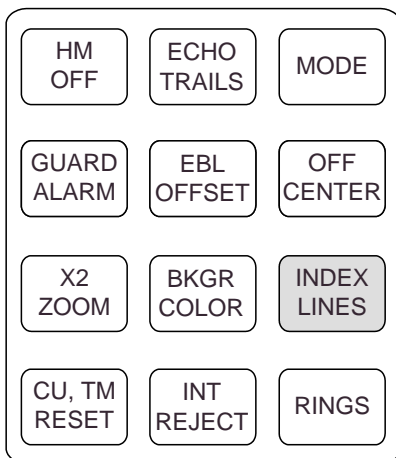 HM
OFF
ECHO
TRAILS
MODE
GUARD
ALARM
EBL
OFFSET
OFF
CENTER
X2
ZOOM
BKGR
COLOR
INDEX
LINES
CU, TM
RESET
INT
REJECT
RINGS